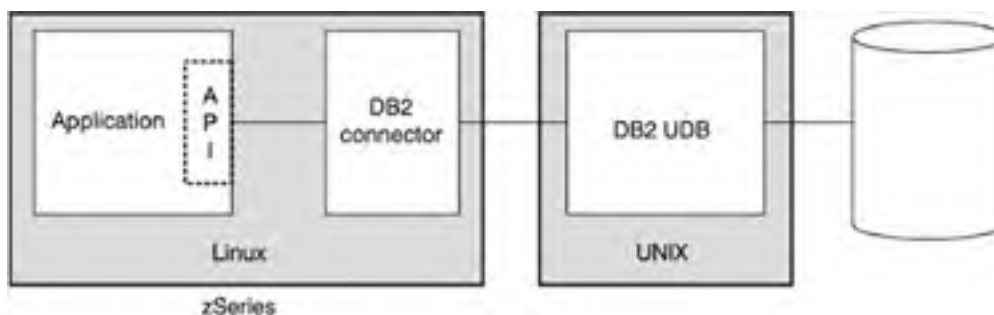 Application
A
P
I
DB2
connector
Linux
zSeries
DB2 UDB
UNIX